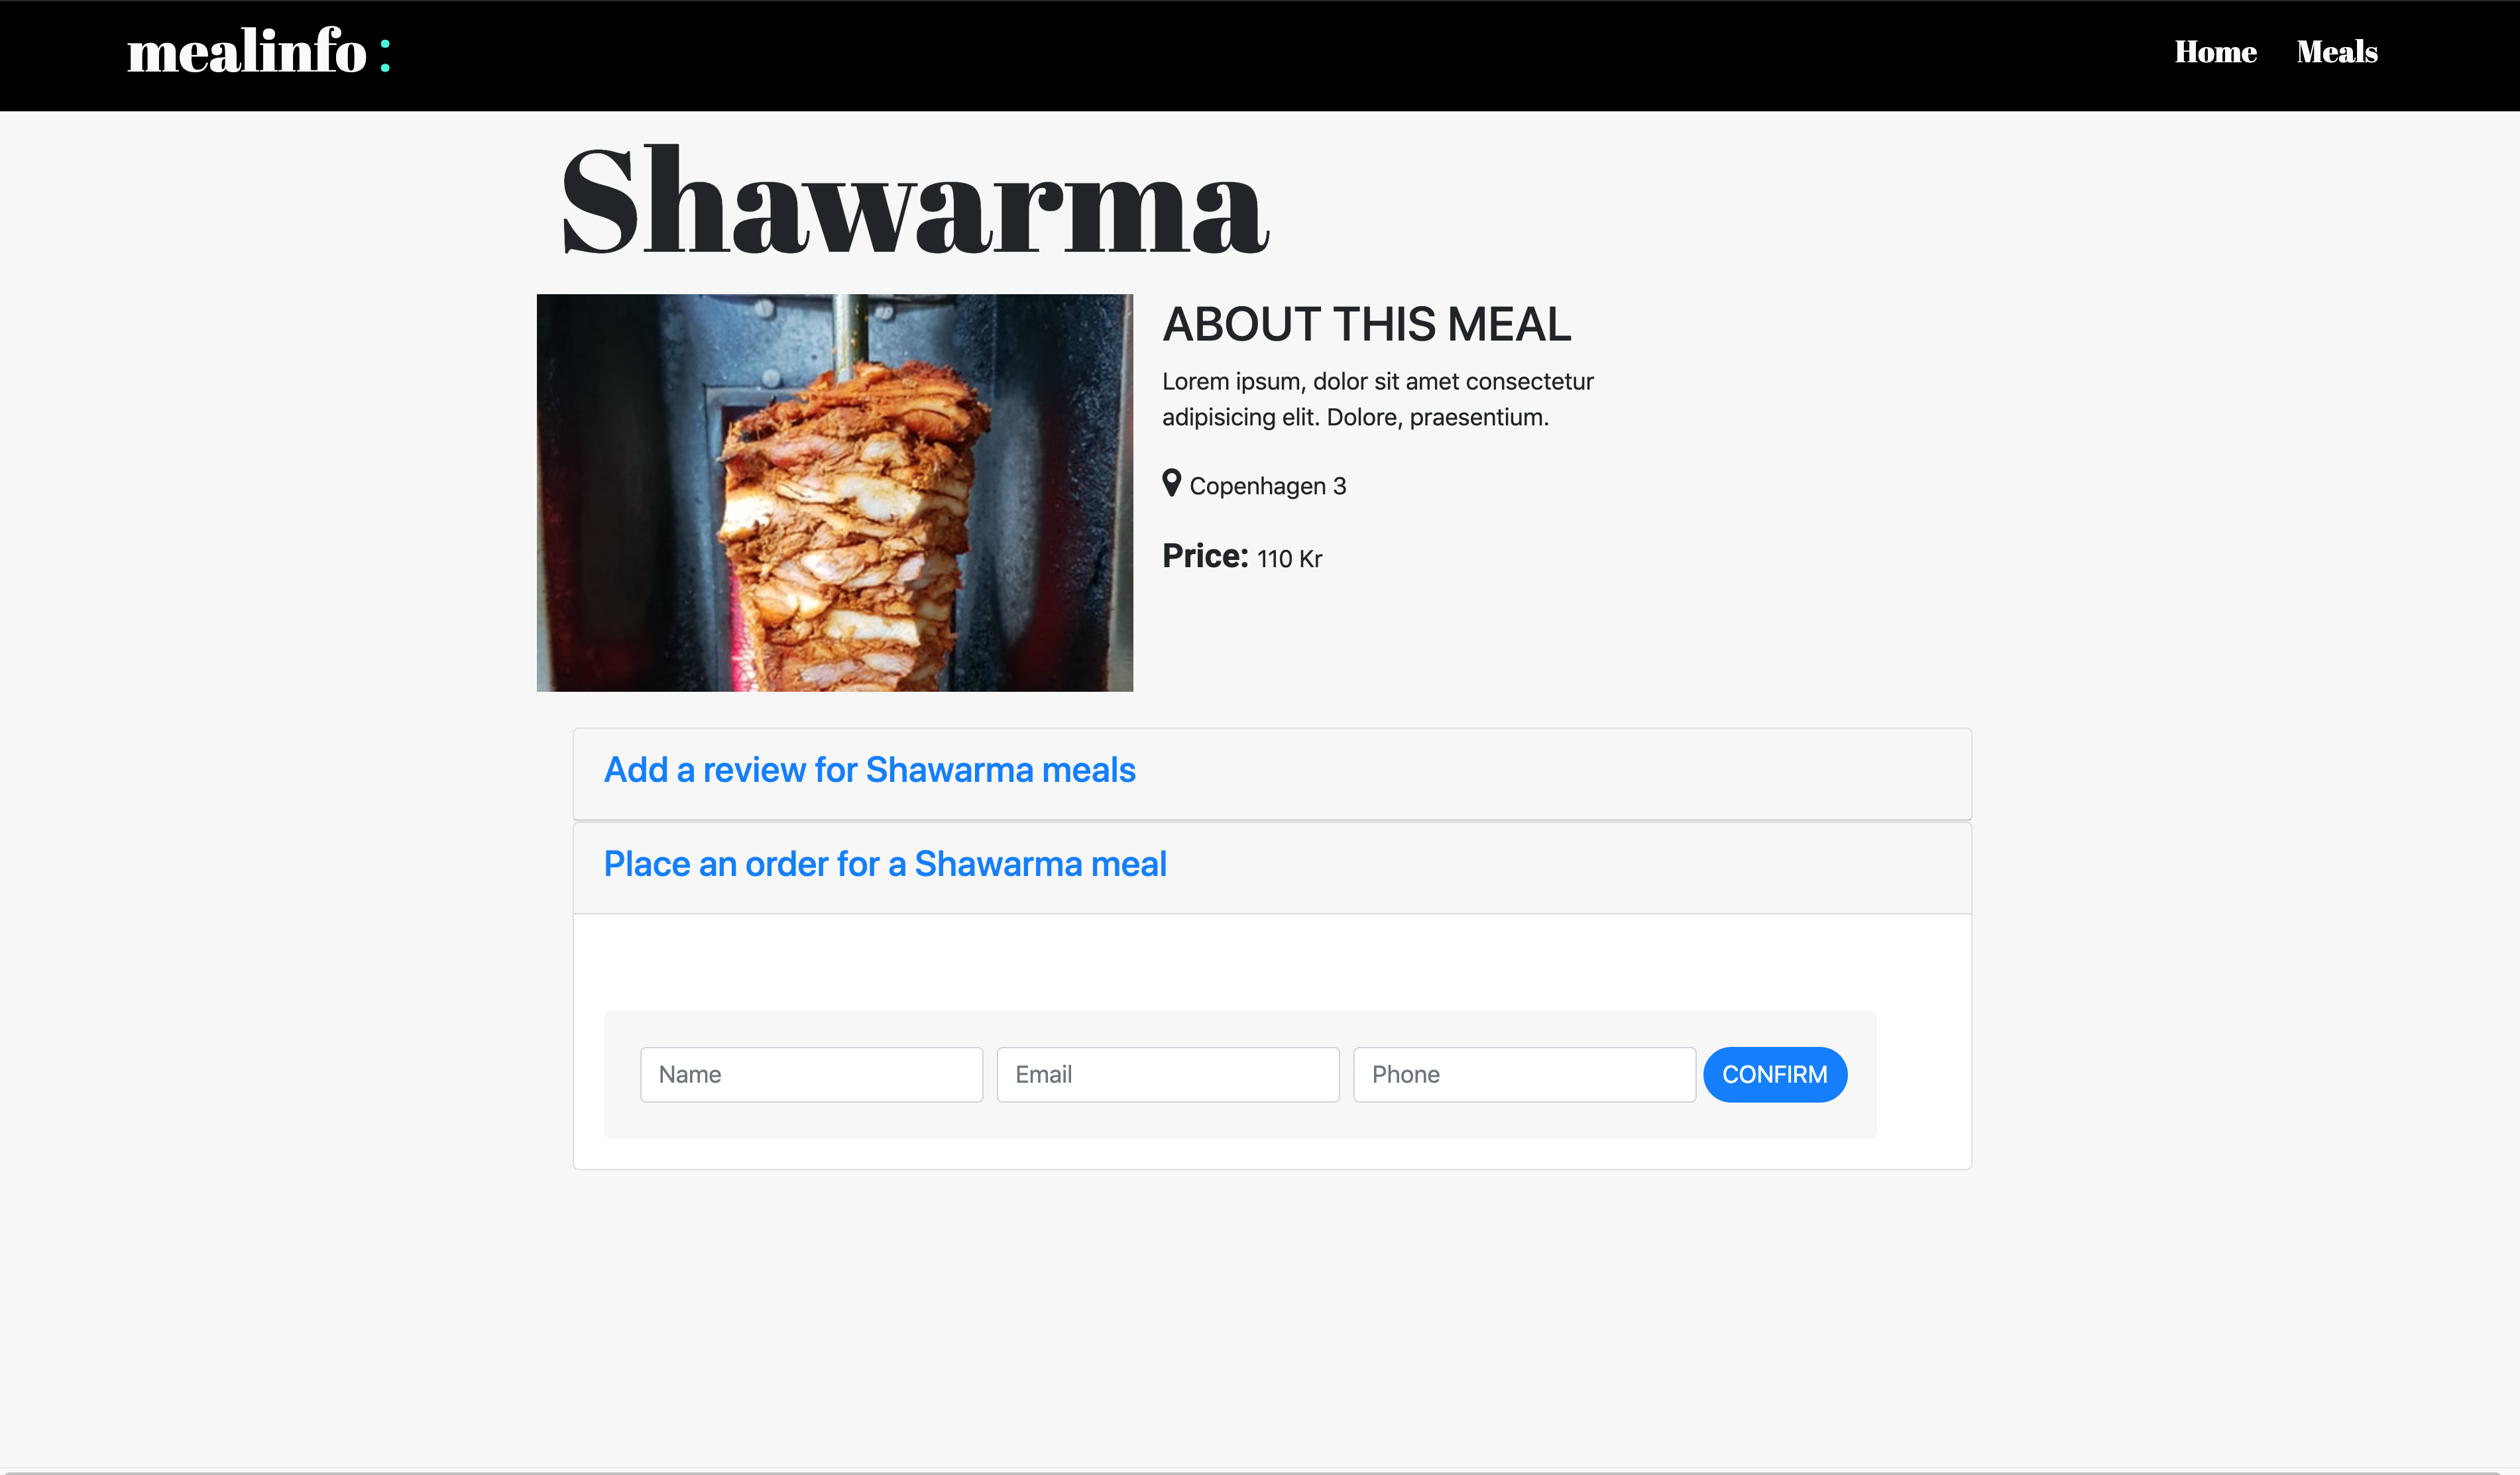 mealinfo :
Home
Meals
Shawarma
ABOUT THIS MEAL
Lorem ipsum, dolor sit amet consectetur
adipisicing elit. Dolore, praesentium.
Copenhagen 3
Price: 110 Kr
Add a review for Shawarma meals
Place an order for a Shawarma meal
Name
Email
Phone
CONFIRM